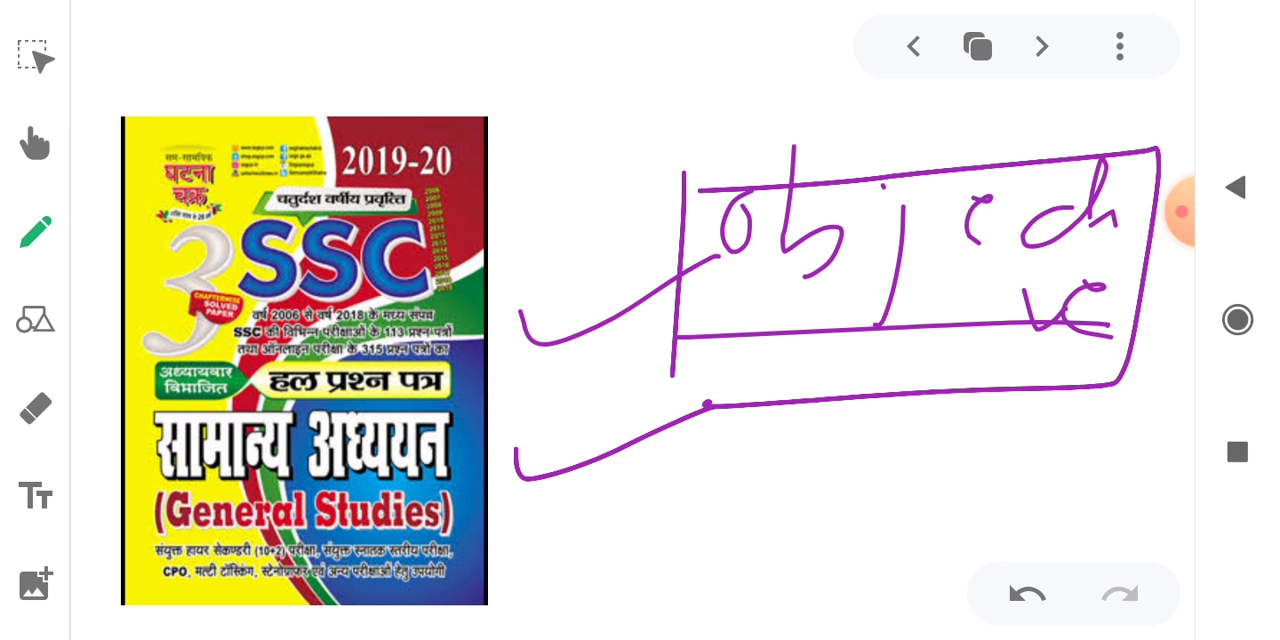 सम-सामयिक
घटना
चक्र
2019-20
चतुर्दश वर्षीय प्रवृत्ति
3
SSC
CHAPTERWISE
SOLVED
PAPER
वर्ष 2006 से वर्ष 2018 के मध्य संपन्न
SSC की विभिन्न परीक्षाओं के 113 प्रश्न-पत्रों
तथा ऑनलाइन परीक्षा के 315 प्रश्न पत्रों का
अध्यायवार
विभाजित
हल प्रश्न पत्र
सामान्य अध्ययन
(General Studies)
संयुक्त हायर सेकण्डरी (10+2) परीक्षा, संयुक्त स्नातक स्तरीय परीक्षा,
CPO, मल्टी टॉस्किंग, स्टेनोग्राफर एवं अन्य परीक्षाओं हेतु उपयोगी
objecti
ve
TT